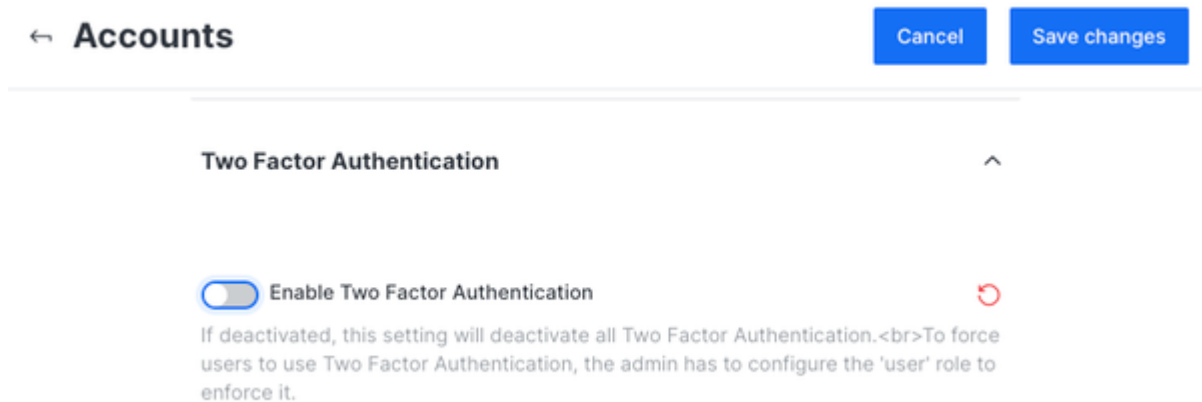 Accounts
Cancel
Save changes
Two Factor Authentication
Enable Two Factor Authentication
If deactivated, this setting will deactivate all Two Factor Authentication.<br>To force
users to use Two Factor Authentication, the admin has to configure the 'user' role to
enforce it.